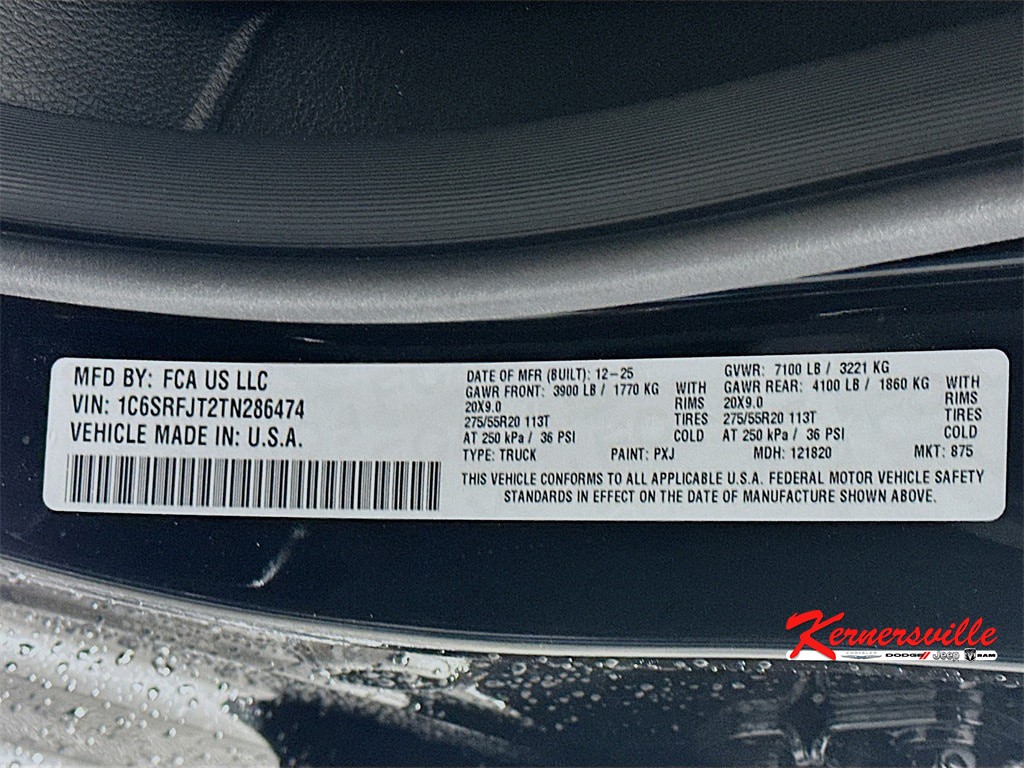 MFD BY: FCA US LLC
VIN: 1C6SRFJT2TN286474
VEHICLE MADE IN: U.S.A.
DATE OF MFR (BUILT): 12-25
GAWR FRONT: 3900 LB / 1770 KG WITH
20X9.0 RIMS
275/55R20 113T TIRES
AT 250 kPa / 36 PSI COLD
TYPE: TRUCK PAINT: PXJ
GVWR: 7100 LB / 3221 KG
GAWR REAR: 4100 LB / 1860 KG WITH
20X9.0 RIMS
275/55R20 113T TIRES
AT 250 kPa / 36 PSI COLD
MDH: 121820 MKT: 875
THIS VEHICLE CONFORMS TO ALL APPLICABLE U.S.A. FEDERAL MOTOR VEHICLE SAFETY
STANDARDS IN EFFECT ON THE DATE OF MANUFACTURE SHOWN ABOVE.
Kernersville
CHRYSLER DODGE Jeep RAM